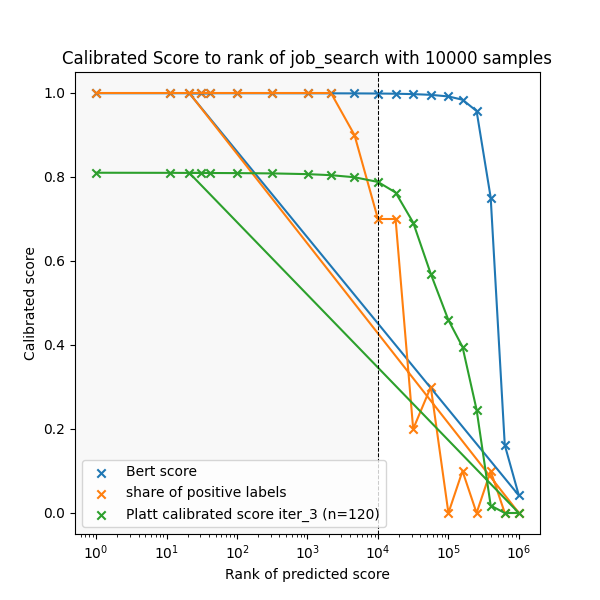 Calibrated Score to rank of job_search with 10000 samples
1.0
0.8
0.6
0.4
0.2
0.0
Calibrated score
Bert score
share of positive labels
Platt calibrated score iter_3 (n=120)
10⁰ 10¹ 10² 10³ 10⁴ 10⁵ 10⁶
Rank of predicted score